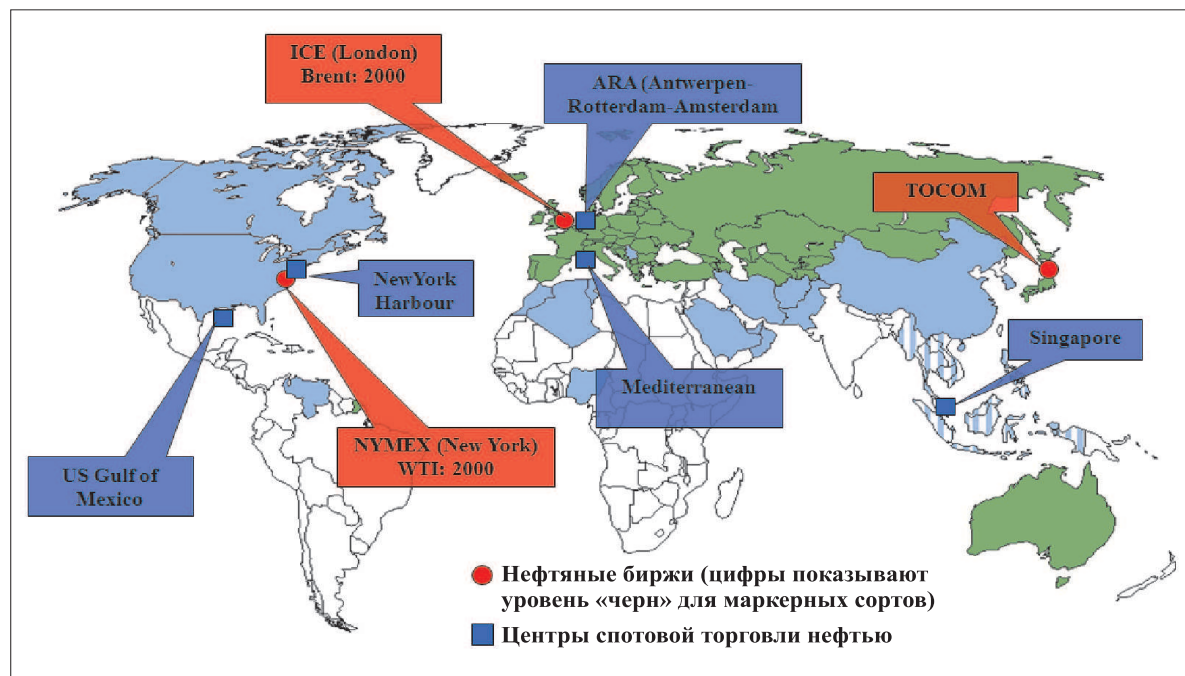 ICE (London)
Brent: 2000
ARA (Antwerpen-
Rotterdam-Amsterdam
TOCOM
NewYork
Harbour
Singapore
Mediterranean
NYMEX (New York)
WTI: 2000
US Gulf of
Mexico
Нефтяные биржи (цифры показывают
уровень «черн» для маркерных сортов)
Центры спотовой торговли нефтью